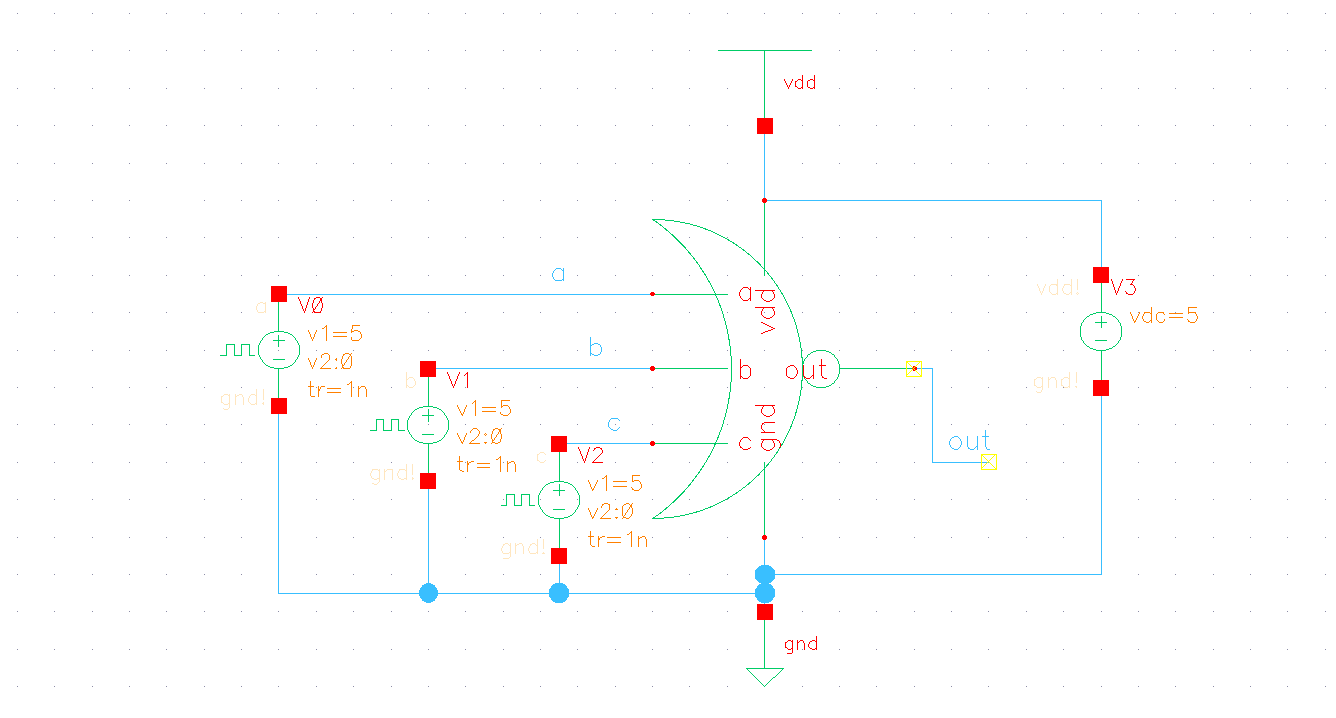 vdd
a
a
V0
v1=5
v2:0
tr=1n
gnd!
b
b
V1
v1=5
v2:0
tr=1n
gnd!
c
c
V2
v1=5
v2:0
tr=1n
gnd!
a
vdd
b
out
c
gnd
out
vdd!
V3
vdc=5
gnd!
gnd